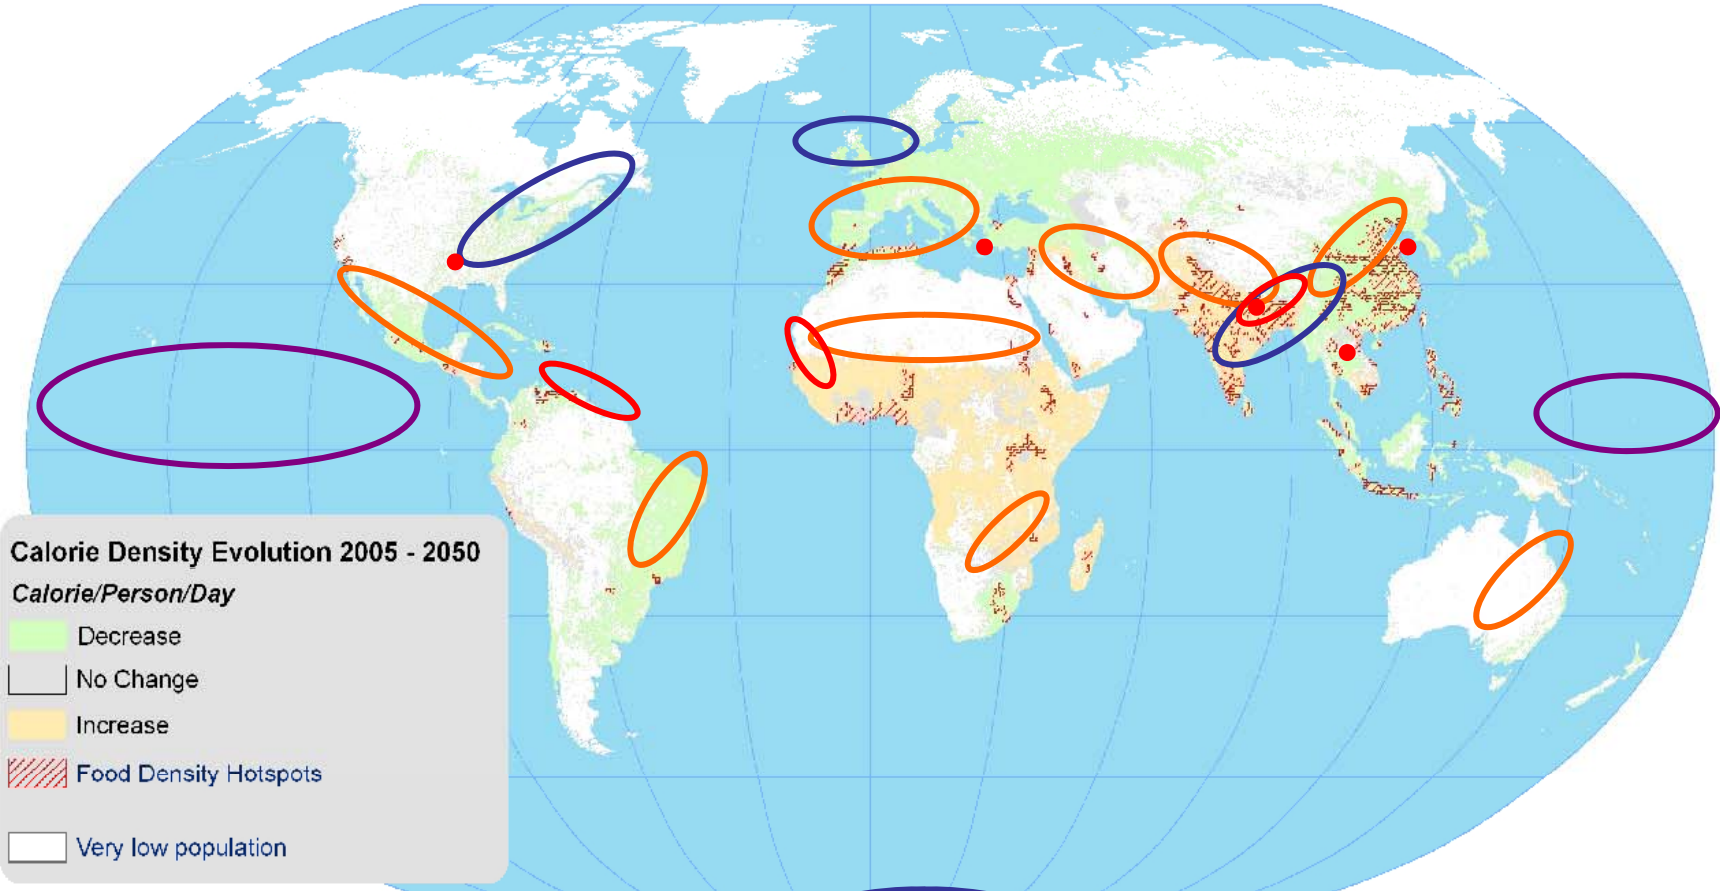 Calorie Density Evolution 2005 - 2050
Calorie/Person/Day
Decrease
No Change
Increase
Food Density Hotspots
Very low population